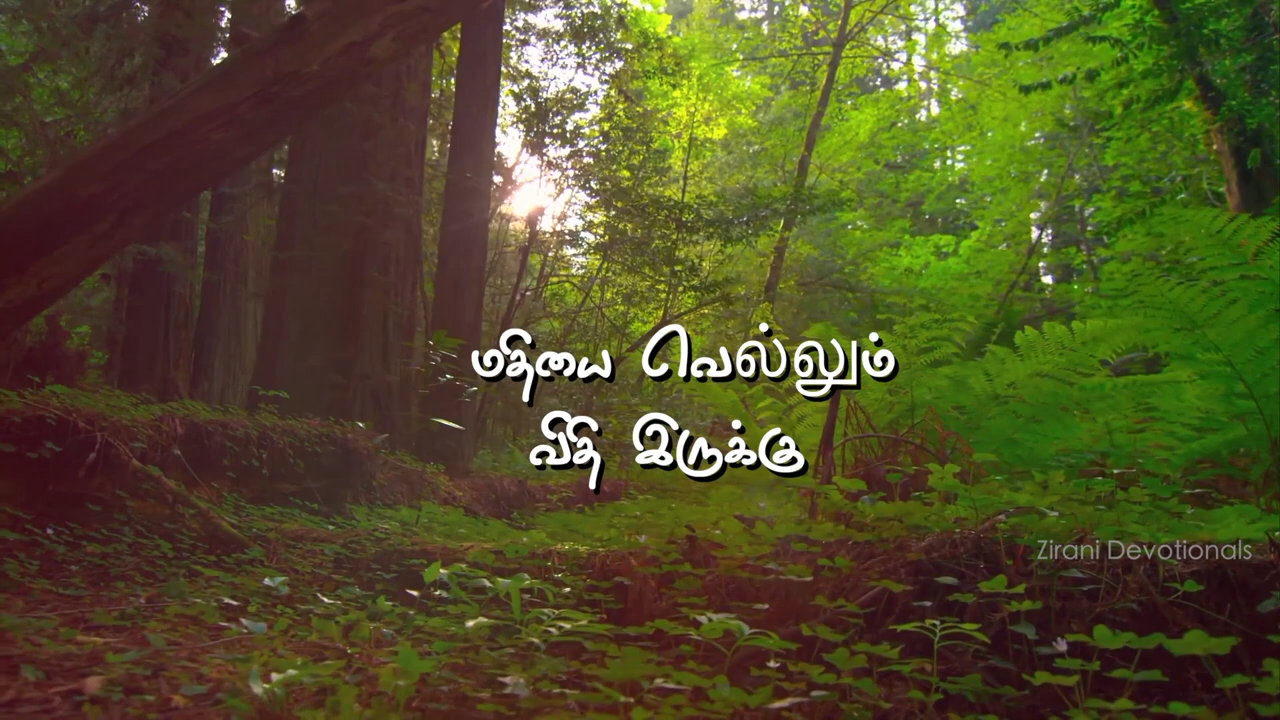 மதியை வெல்லும்
விதி இருக்கு
Zirani Devotionals